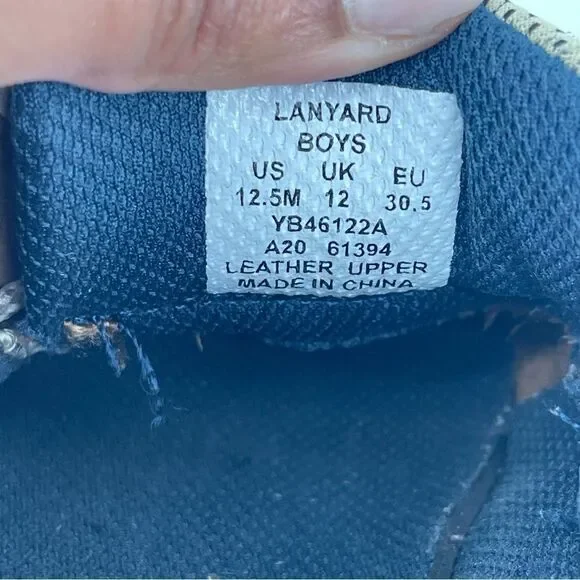 LANYARD
BOYS
US UK EU
12.5M 12 30.5
YB46122A
A20 61394
LEATHER UPPER
MADE IN CHINA